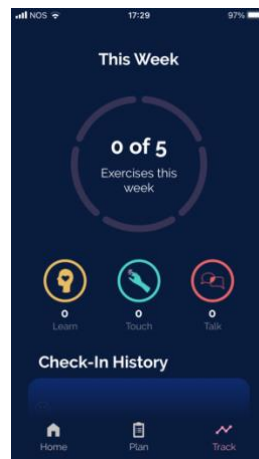 NOS 17:29 97%
This Week
0 of 5
Exercises this
week
0 0 0
Learn Touch Talk
Check-In History
Home Plan Track